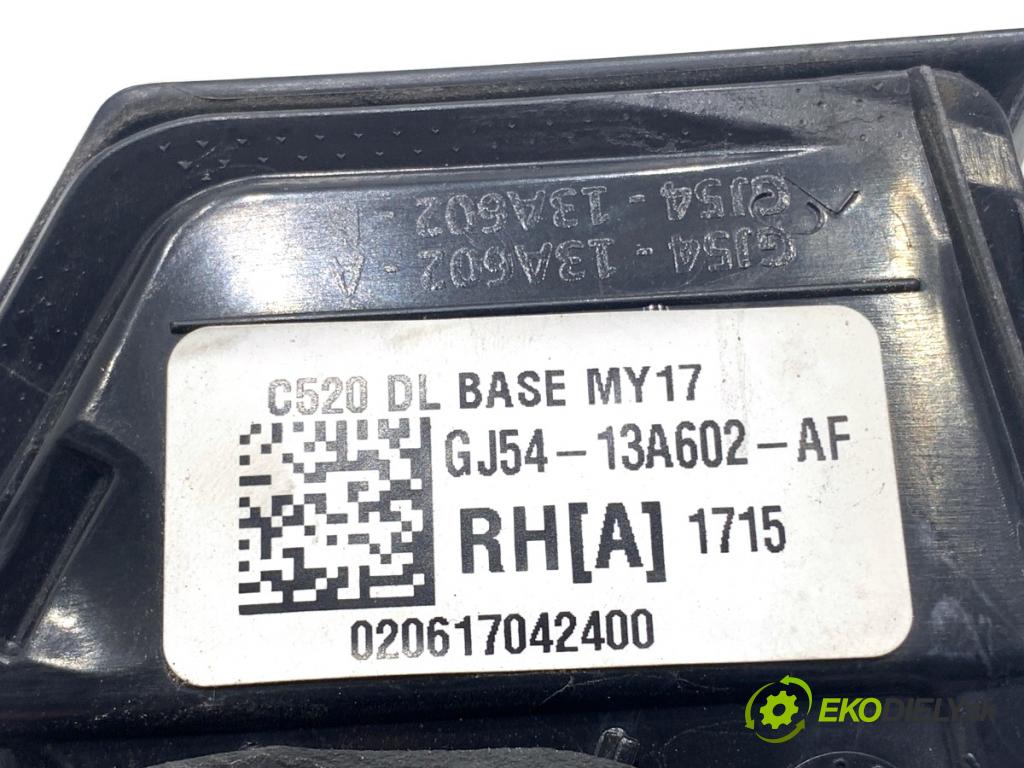 GJ54-13A602-
GJ54-13A602-A
C520 DL BASE MY17
GJ54-13A602-AF
RH[A] 1715
020617042400
EKODIELY.SK